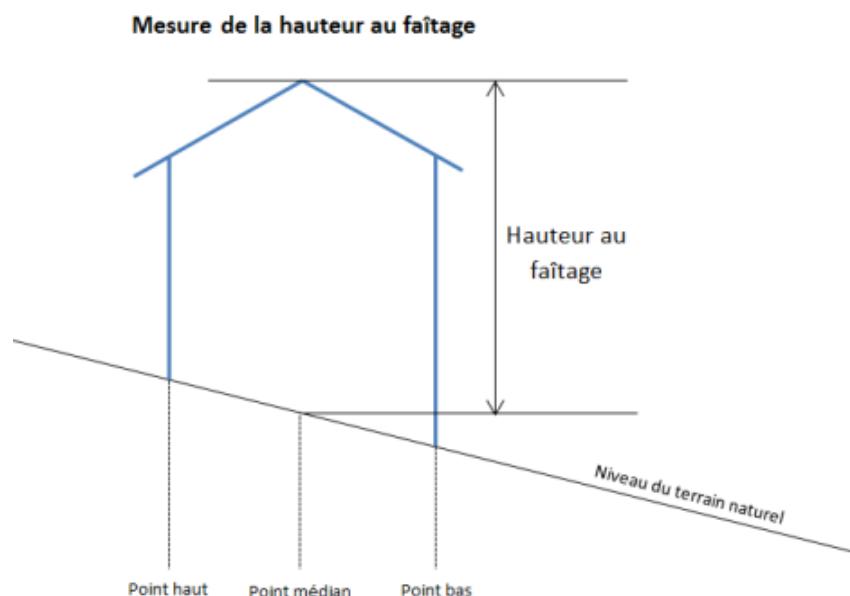 Mesure de la hauteur au faîtage
Hauteur au
faîtage
Niveau du terrain naturel
Point haut
Point médian
Point bas